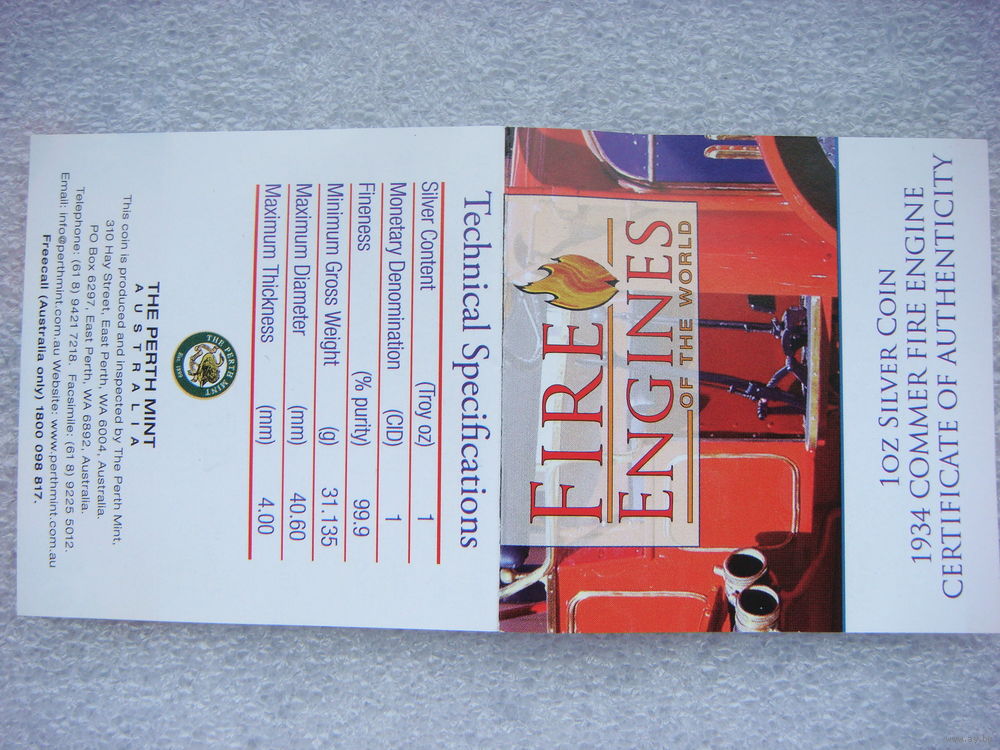 FIRE
ENGINES
OF THE WORLD
1OZ SILVER COIN
1934 COMMER FIRE ENGINE
CERTIFICATE OF AUTHENTICITY
Technical Specifications
Silver Content (Troy oz) 1
Monetary Denomination (CID) 1
Fineness (% purity) 99.9
Minimum Gross Weight (g) 31.135
Maximum Diameter (mm) 40.60
Maximum Thickness (mm) 4.00
THE PERTH MINT
Est. 1899
THE PERTH MINT
AUSTRALIA
This coin is produced and inspected by The Perth Mint,
310 Hay Street, East Perth, WA 6004, Australia.
PO Box 6297, East Perth, WA 6892, Australia.
Telephone: (61 8) 9421 7218. Facsimile: (61 8) 9225 5012.
Email: info@perthmint.com.au Website: www.perthmint.com.au
Freecall (Australia only) 1800 098 817.
www.ay.by